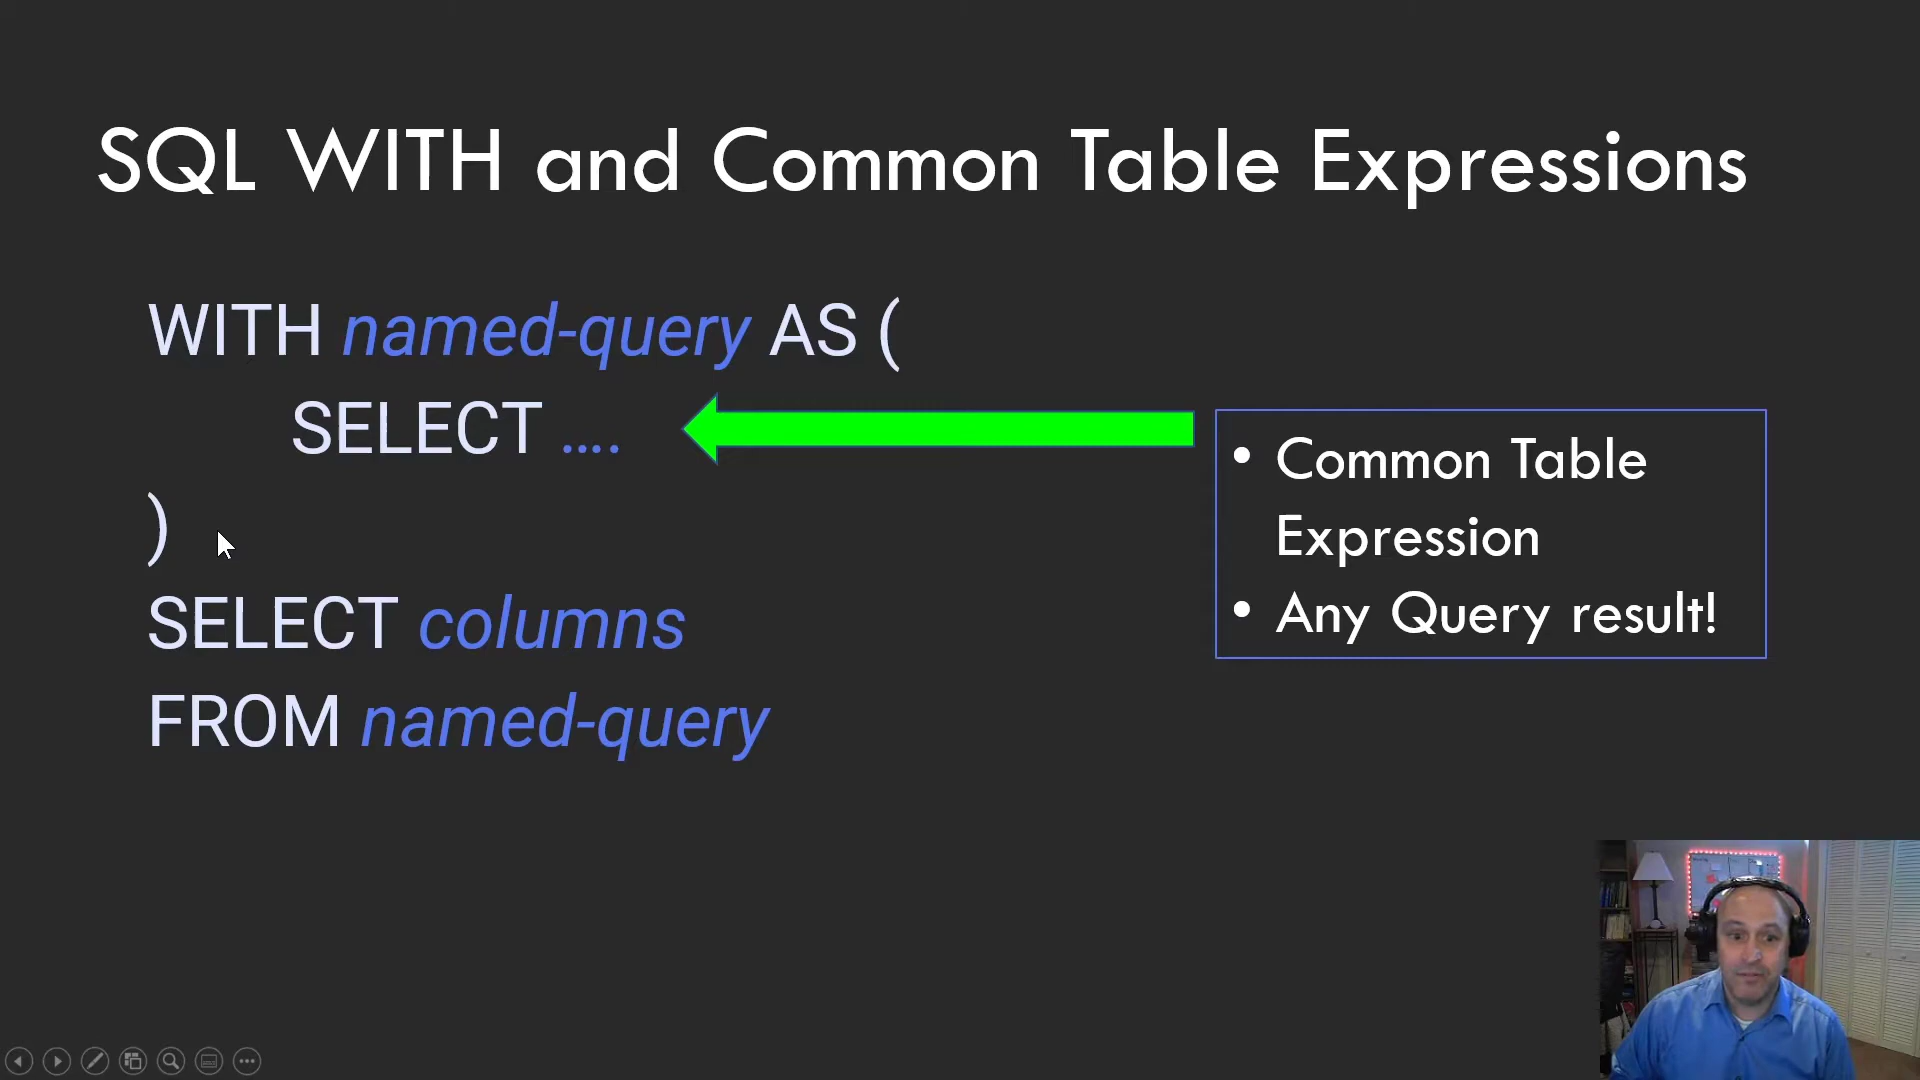 SQL WITH and Common Table Expressions
WITH named-query AS (
SELECT ....
)
SELECT columns
FROM named-query
• Common Table
Expression
• Any Query result!